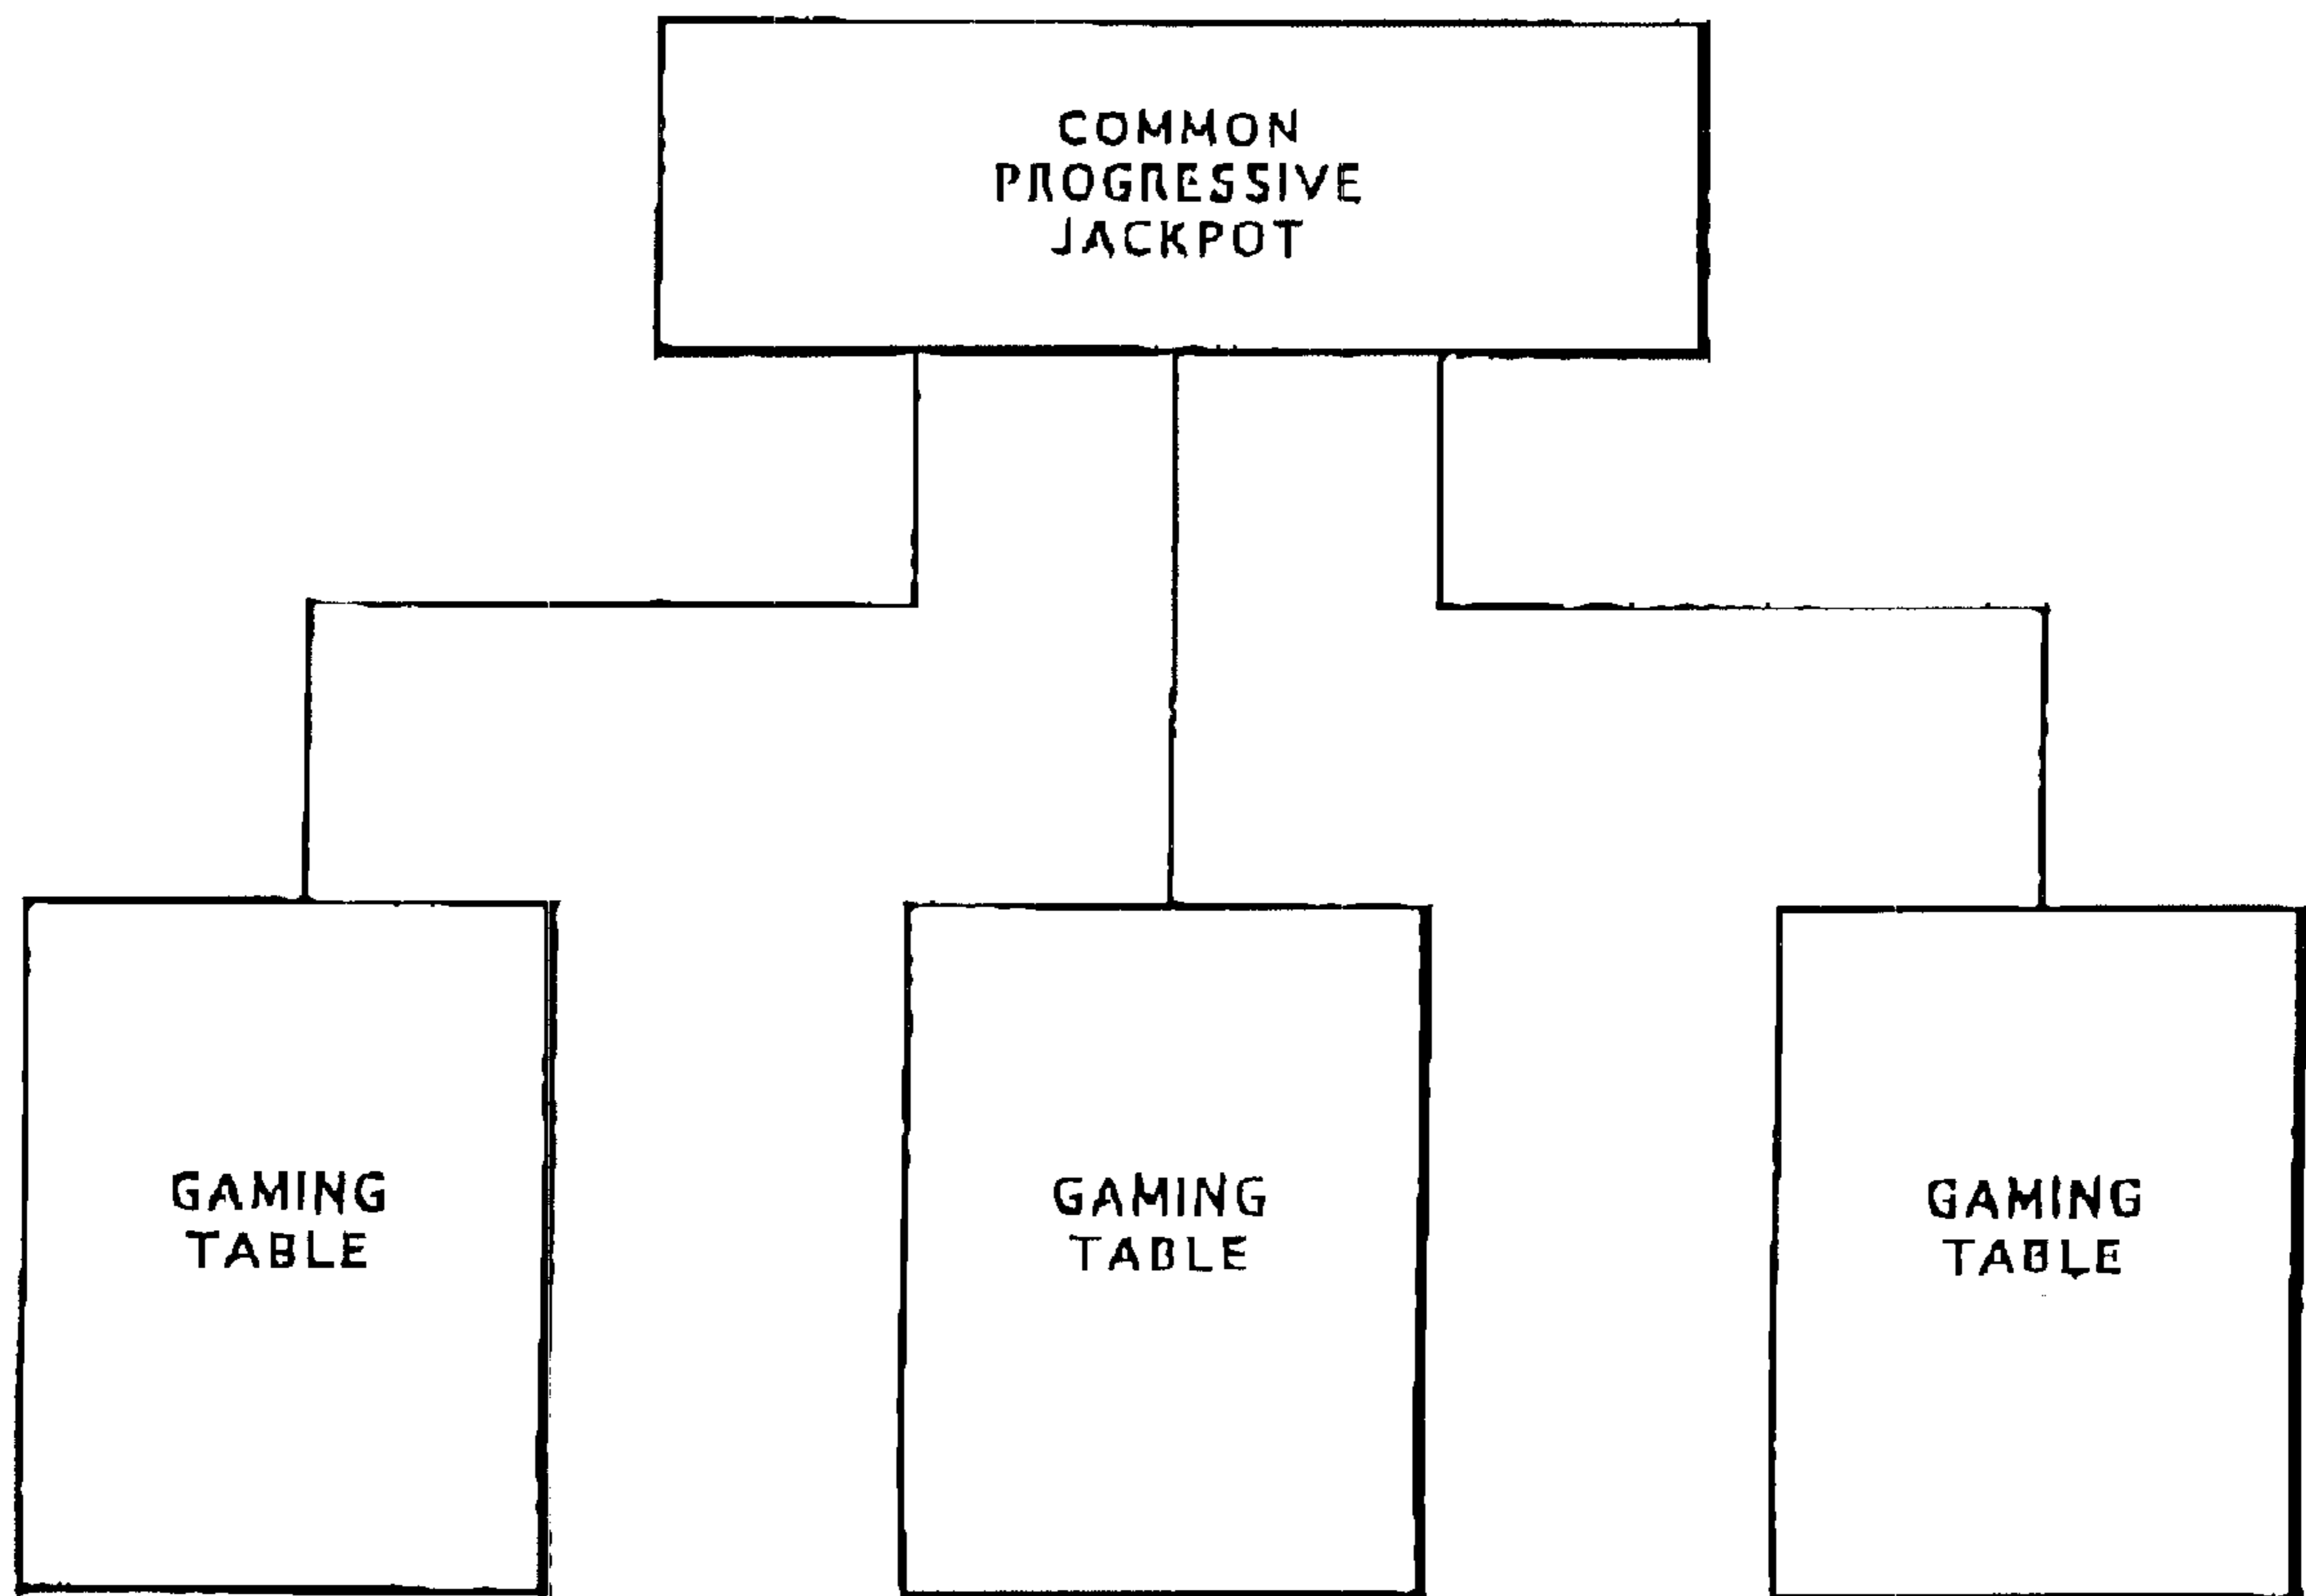 COMMON
PROGRESSIVE
JACKPOT
GAMING
TABLE
GAMING
TABLE
GAMING
TABLE